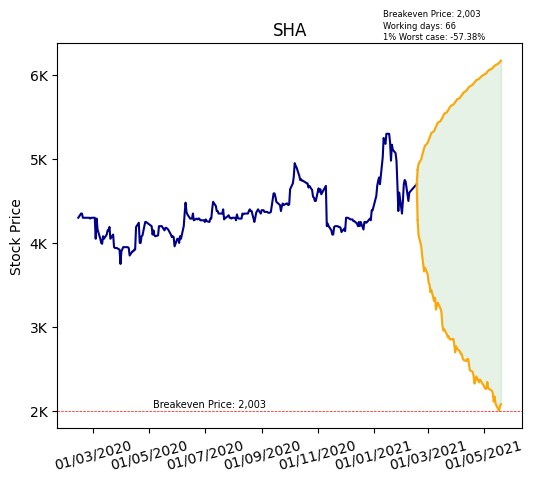 Breakeven Price: 2,003
Working days: 66
1% Worst case: -57.38%
SHA
Stock Price
6K
5K
4K
3K
2K
Breakeven Price: 2,003
01/03/2020
01/05/2020
01/07/2020
01/09/2020
01/11/2020
01/01/2021
01/03/2021
01/05/2021